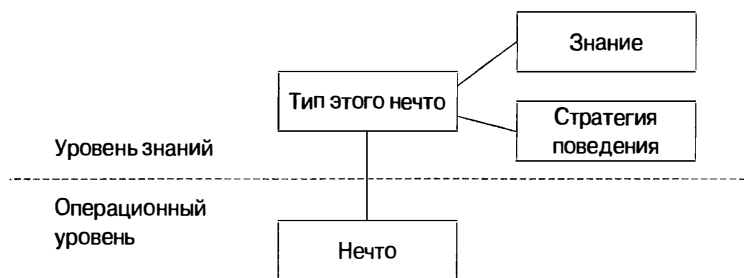 Знание
Тип этого нечто
Стратегия
поведения
Уровень знаний
Операционный
уровень
Нечто